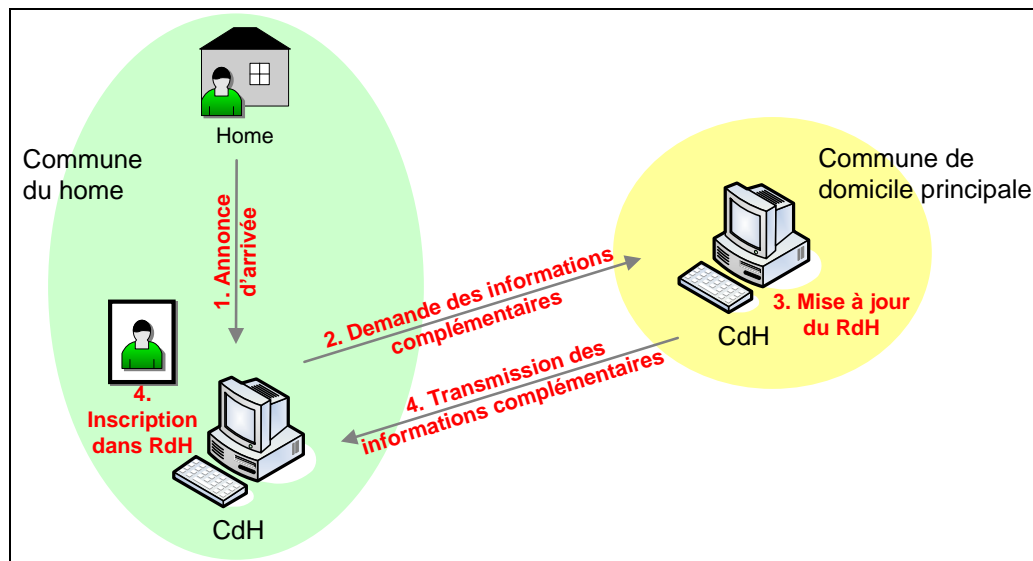 Home
Commune
du home
Commune de
domicile principale
1. Annonce
d'arrivée
2. Demande des informations
complémentaires
3. Mise à jour
du RdH
CdH
4. Transmission des
informations complémentaires
4.
Inscription
dans RdH
CdH